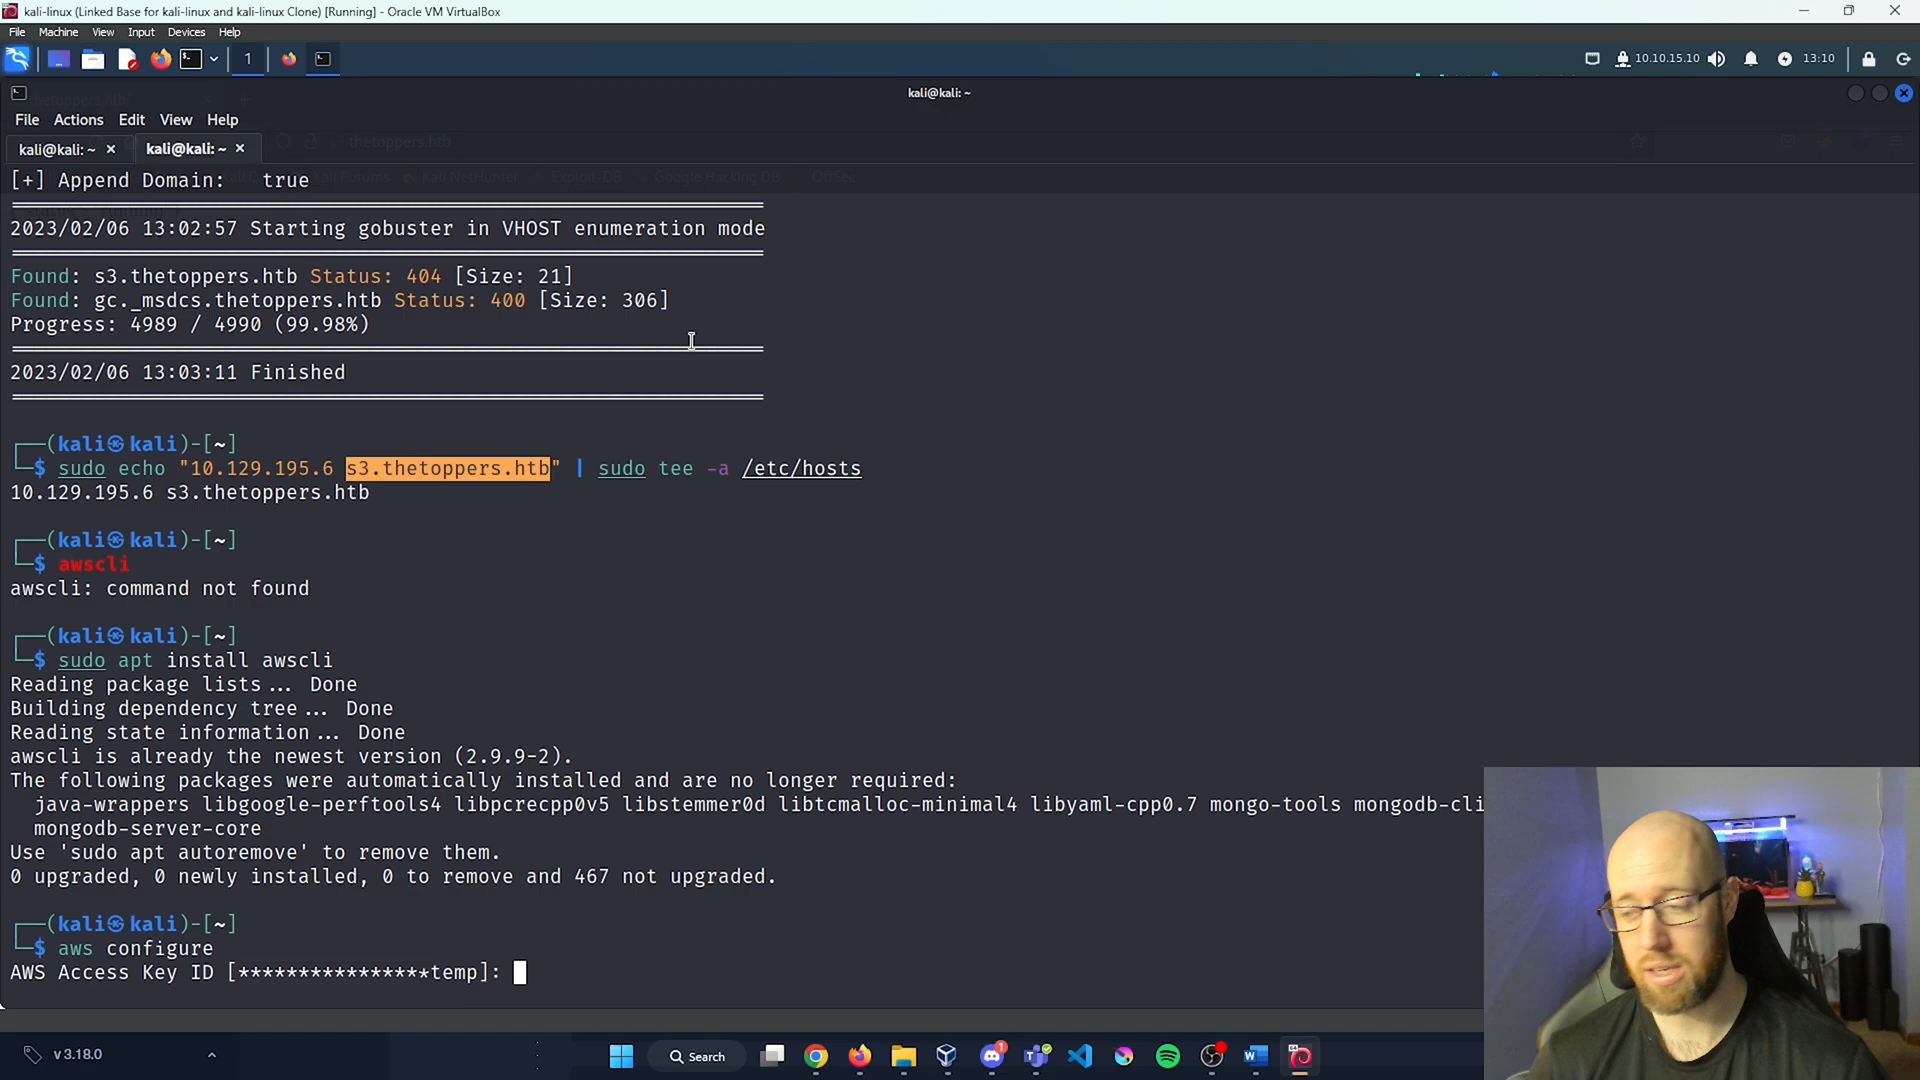 kali-linux (Linked Base for kali-linux and kali-linux Clone) [Running] - Oracle VM VirtualBox
File Machine View Input Devices Help
1
10.10.15.10
13:10
kali@kali: ~
File Actions Edit View Help
kali@kali: ~ × kali@kali: ~ ×
[+] Append Domain: true
2023/02/06 13:02:57 Starting gobuster in VHOST enumeration mode
Found: s3.thetoppers.htb Status: 404 [Size: 21]
Found: gc._msdcs.thetoppers.htb Status: 400 [Size: 306]
Progress: 4989 / 4990 (99.98%)
2023/02/06 13:03:11 Finished
┌──(kali㉿kali)-[~]
└─$ sudo echo "10.129.195.6 s3.thetoppers.htb" | sudo tee -a /etc/hosts
10.129.195.6 s3.thetoppers.htb
┌──(kali㉿kali)-[~]
└─$ awscli
awscli: command not found
┌──(kali㉿kali)-[~]
└─$ sudo apt install awscli
Reading package lists... Done
Building dependency tree... Done
Reading state information... Done
awscli is already the newest version (2.9.9-2).
The following packages were automatically installed and are no longer required:
java-wrappers libgoogle-perftools4 libpcrecpp0v5 libstemmer0d libtcmalloc-minimal4 libyaml-cpp0.7 mongo-tools mongodb-cli
mongodb-server-core
Use 'sudo apt autoremove' to remove them.
0 upgraded, 0 newly installed, 0 to remove and 467 not upgraded.
┌──(kali㉿kali)-[~]
└─$ aws configure
AWS Access Key ID [****************temp]:
v 3.18.0
Search
1